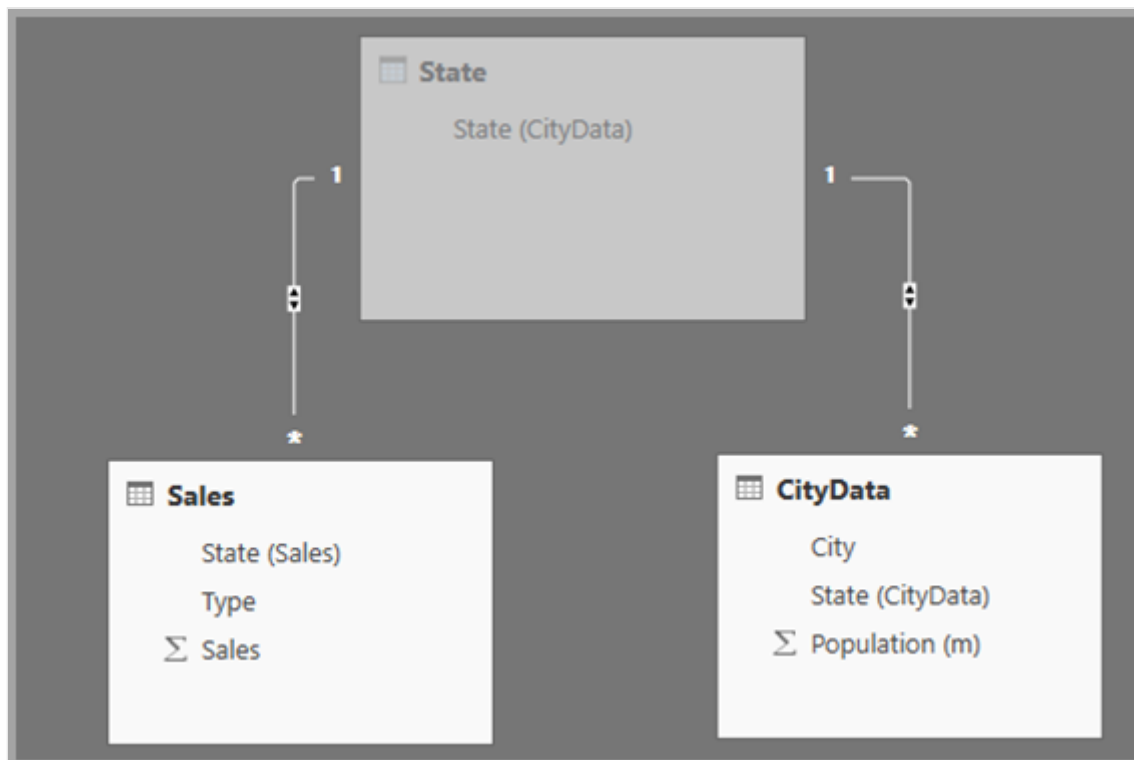 State
State (CityData)
1
1
*
*
Sales
State (Sales)
Type
Σ Sales
CityData
City
State (CityData)
Σ Population (m)